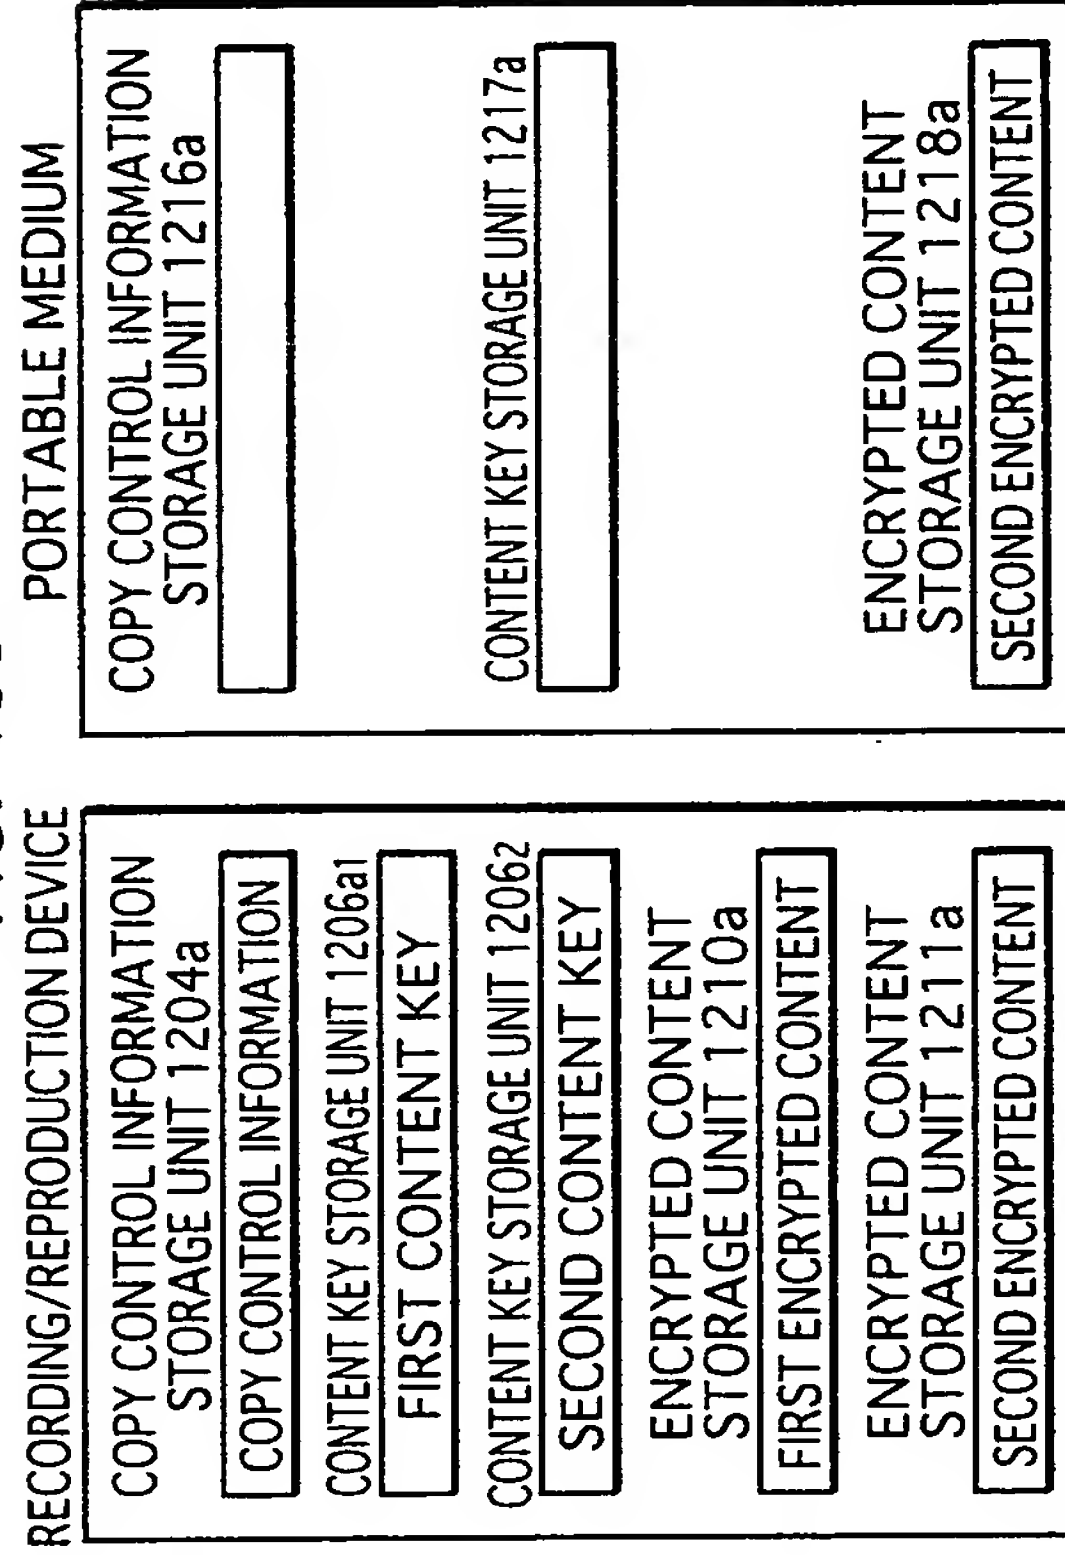 RECORDING/REPRODUCTION DEVICE
COPY CONTROL INFORMATION
STORAGE UNIT 1204a
COPY CONTROL INFORMATION
CONTENT KEY STORAGE UNIT 1206a1
FIRST CONTENT KEY
CONTENT KEY STORAGE UNIT 12062
SECOND CONTENT KEY
ENCRYPTED CONTENT
STORAGE UNIT 1210a
FIRST ENCRYPTED CONTENT
ENCRYPTED CONTENT
STORAGE UNIT 1211a
SECOND ENCRYPTED CONTENT
PORTABLE MEDIUM
COPY CONTROL INFORMATION
STORAGE UNIT 1216a
CONTENT KEY STORAGE UNIT 1217a
ENCRYPTED CONTENT
STORAGE UNIT 1218a
SECOND ENCRYPTED CONTENT